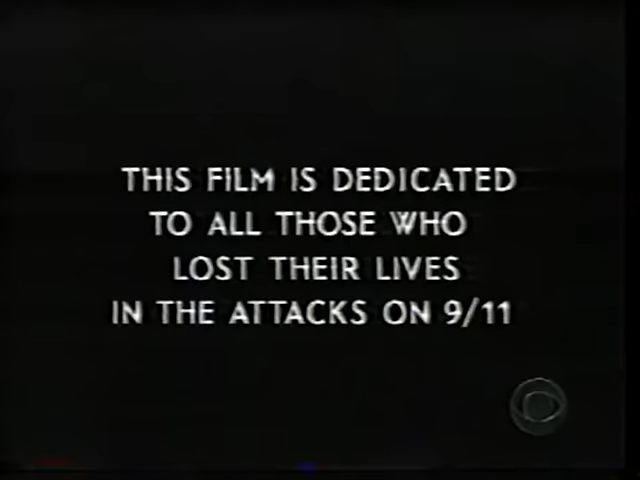 THIS FILM IS DEDICATED
TO ALL THOSE WHO
LOST THEIR LIVES
IN THE ATTACKS ON 9/11